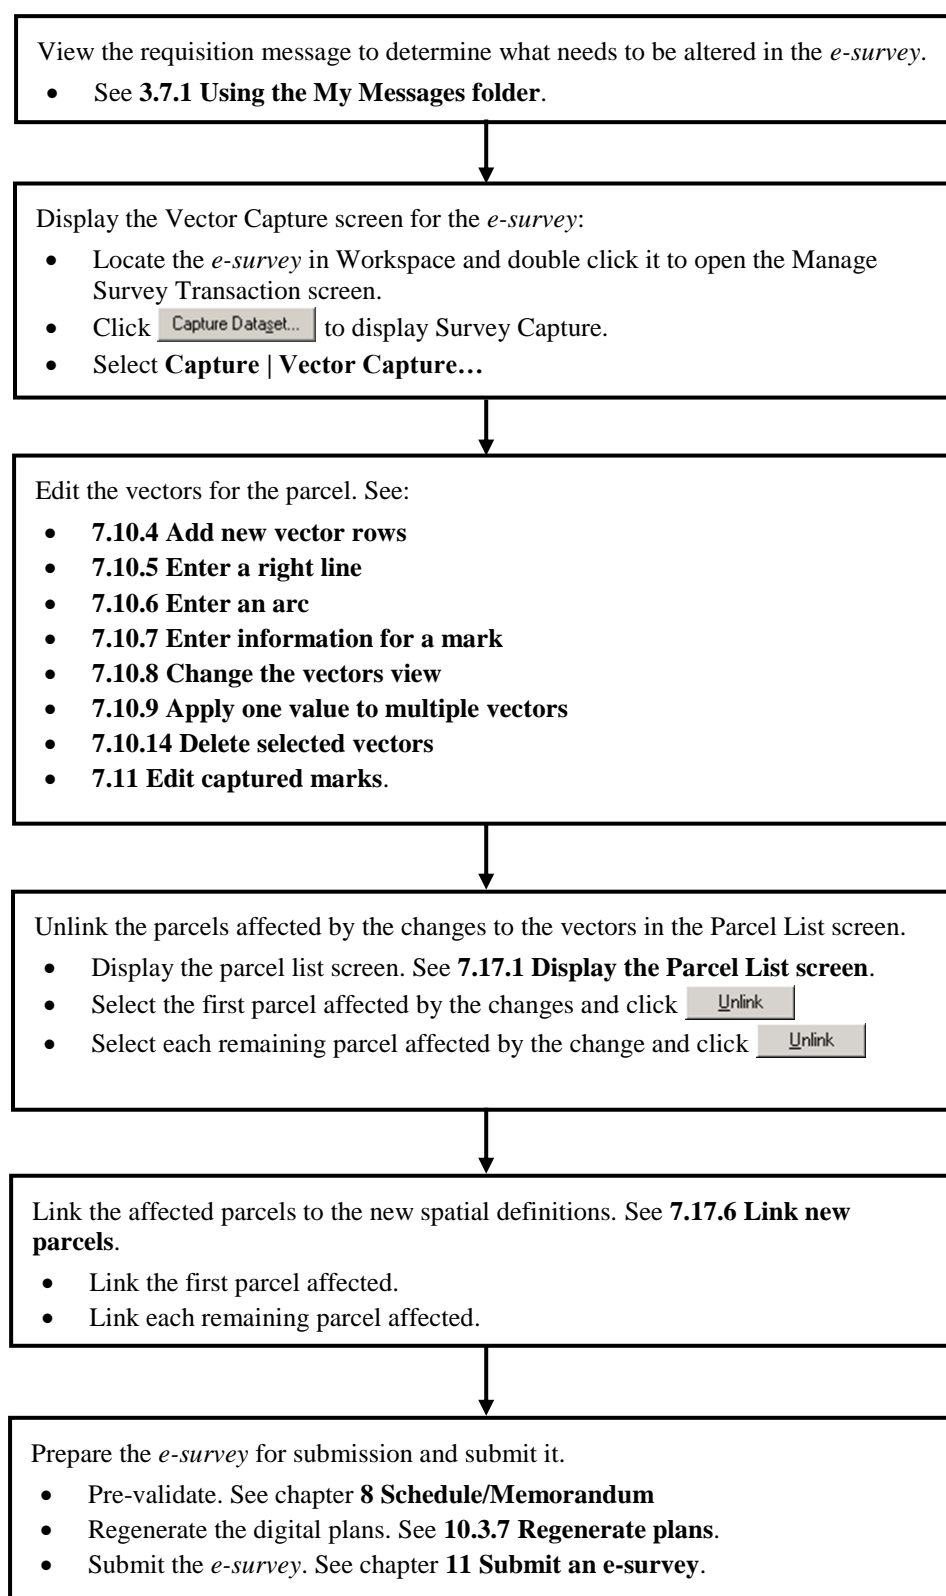 View the requisition message to determine what needs to be altered in the e-survey.
• See 3.7.1 Using the My Messages folder.
Display the Vector Capture screen for the e-survey:
• Locate the e-survey in Workspace and double click it to open the Manage
Survey Transaction screen.
• Click Capture Dataset... to display Survey Capture.
• Select Capture | Vector Capture…
Edit the vectors for the parcel. See:
• 7.10.4 Add new vector rows
• 7.10.5 Enter a right line
• 7.10.6 Enter an arc
• 7.10.7 Enter information for a mark
• 7.10.8 Change the vectors view
• 7.10.9 Apply one value to multiple vectors
• 7.10.14 Delete selected vectors
• 7.11 Edit captured marks.
Unlink the parcels affected by the changes to the vectors in the Parcel List screen.
• Display the parcel list screen. See 7.17.1 Display the Parcel List screen.
• Select the first parcel affected by the changes and click Unlink
• Select each remaining parcel affected by the change and click Unlink
Link the affected parcels to the new spatial definitions. See 7.17.6 Link new
parcels.
• Link the first parcel affected.
• Link each remaining parcel affected.
Prepare the e-survey for submission and submit it.
• Pre-validate. See chapter 8 Schedule/Memorandum
• Regenerate the digital plans. See 10.3.7 Regenerate plans.
• Submit the e-survey. See chapter 11 Submit an e-survey.